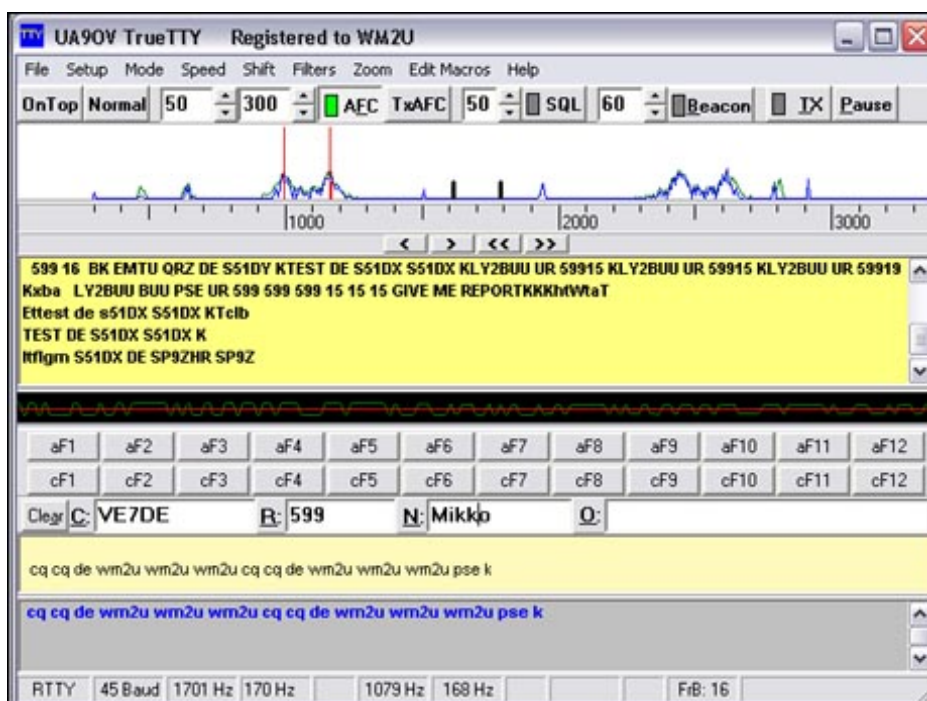 TTY UA9OV TrueTTY Registered to WM2U
File Setup Mode Speed Shift Filters Zoom Edit Macros Help
OnTop Normal 50 300 AFC TxAFC 50 SQL 60 Beacon TX Pause
1000 2000 3000
< > << >>
599 16 BK EMTU QRZ DE S51DY KTEST DE S51DX S51DX KLY2BUU UR 59915 KLY2BUU UR 59915 KLY2BUU UR 59919
Kxba LY2BUU BUU PSE UR 599 599 599 15 15 15 GIVE ME REPORTKKKhtWtaT
Ettest de s51DX S51DX KTclb
TEST DE S51DX S51DX K
Itflgm S51DX DE SP9ZHR SP9Z
aF1 aF2 aF3 aF4 aF5 aF6 aF7 aF8 aF9 aF10 aF11 aF12
cF1 cF2 cF3 cF4 cF5 cF6 cF7 cF8 cF9 cF10 cF11 cF12
Clear C: VE7DE R: 599 N: Mikko O:
cq cq de wm2u wm2u wm2u cq cq de wm2u wm2u wm2u pse k
cq cq de wm2u wm2u wm2u cq cq de wm2u wm2u wm2u pse k
RTTY 45 Baud 1701 Hz 170 Hz 1079 Hz 168 Hz FrB: 16